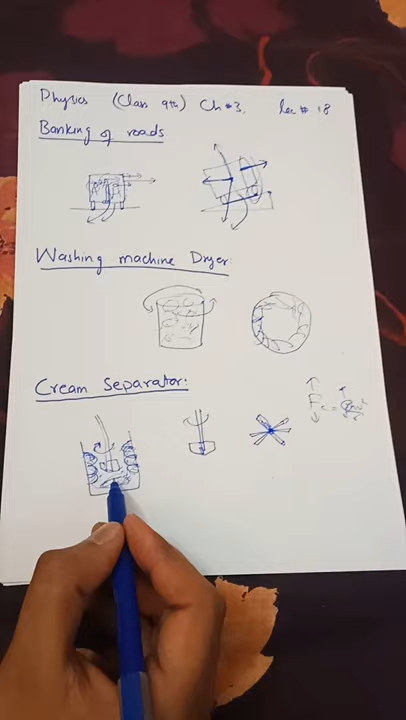 Physics (Class 9th) Ch # 3, lec # 18
Banking of roads
Washing machine Dryer
Cream Separator: